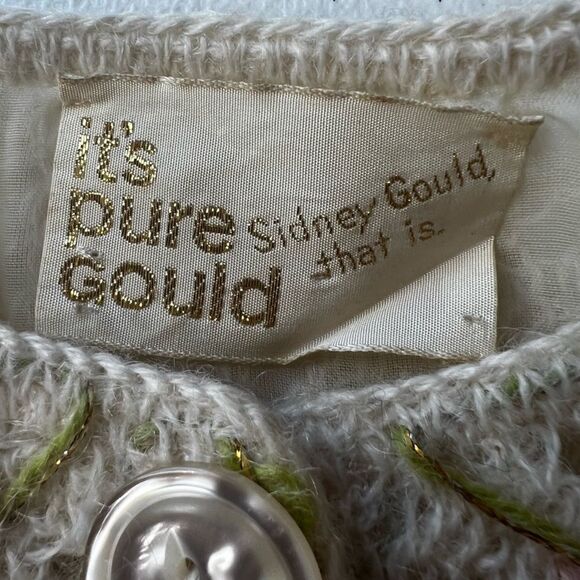 it's
pure
Gould
Sidney Gould,
that is.